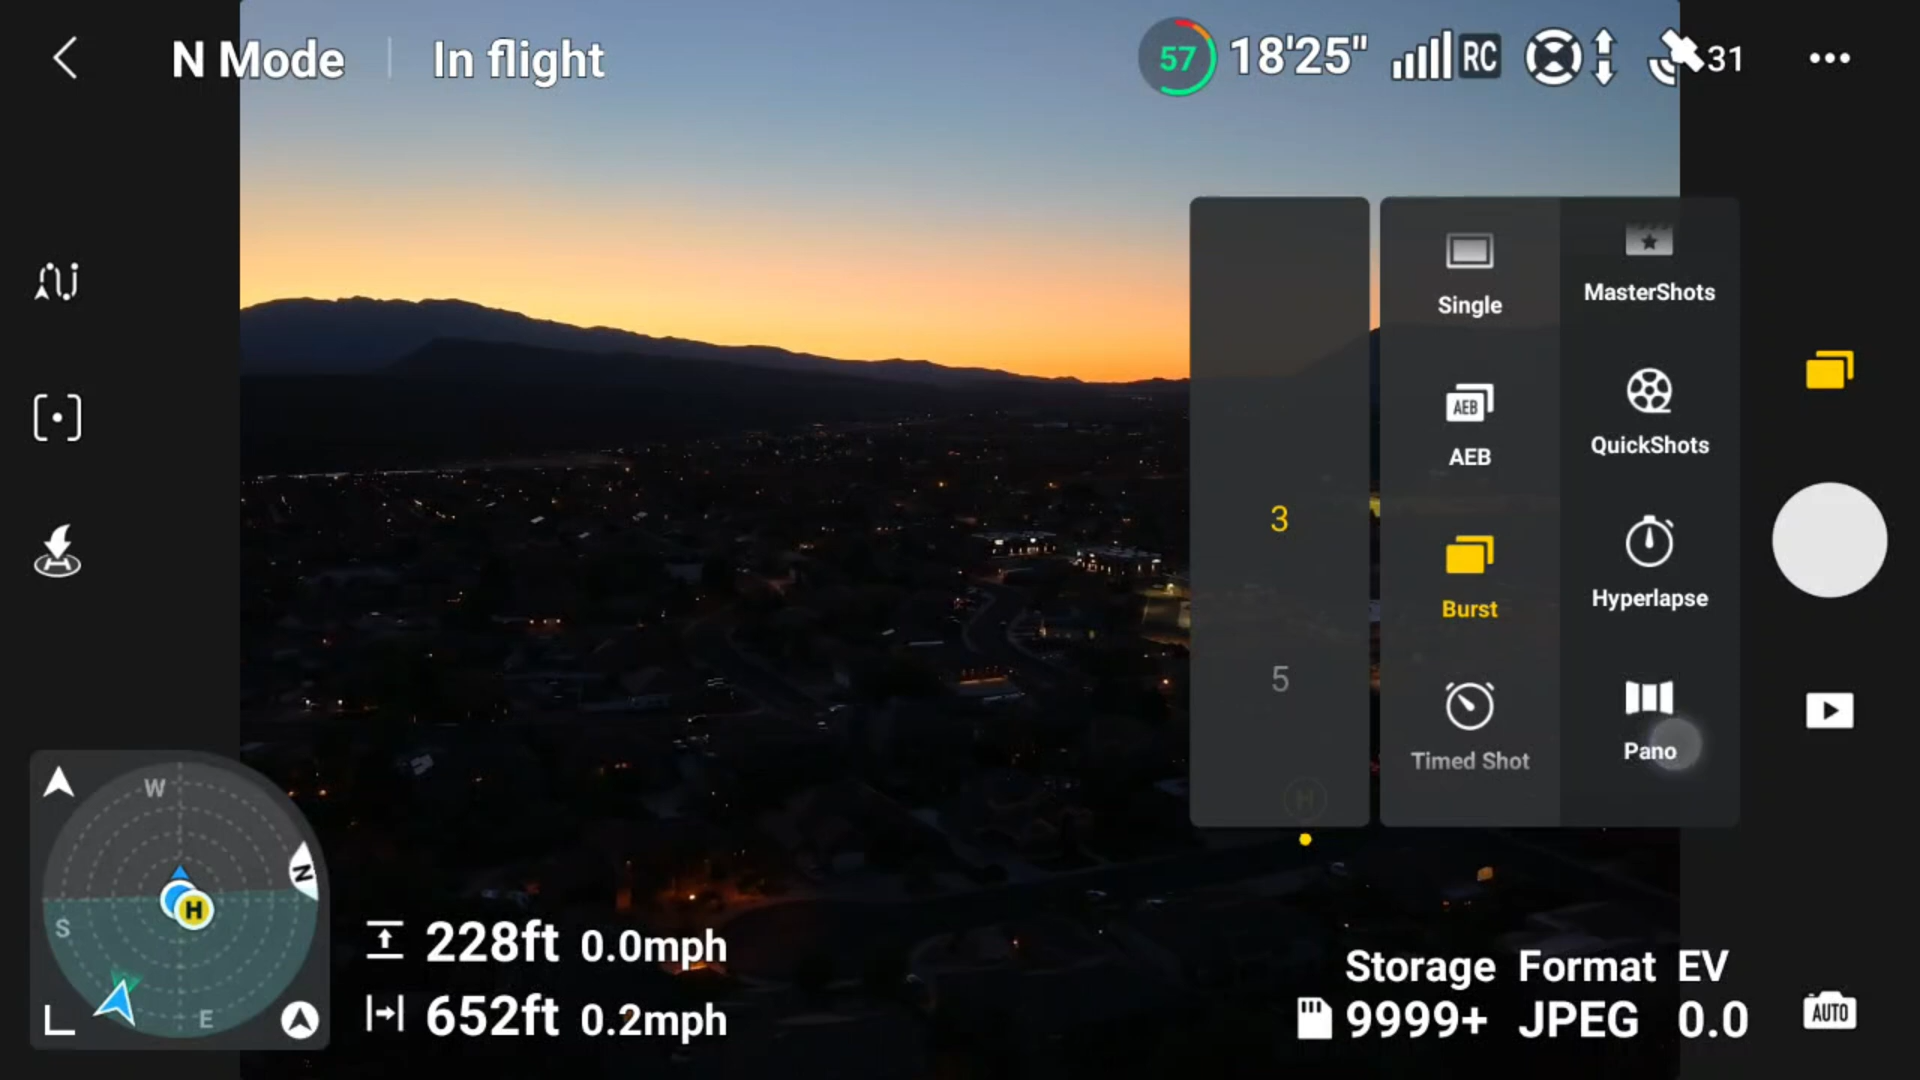 N Mode | In flight
57 18'25" RC 31
Single
MasterShots
AEB
AEB
QuickShots
3
Burst
Hyperlapse
5
Timed Shot
Pano
H
W
N
H
S
E
228ft 0.0mph
652ft 0.2mph
Storage Format EV
9999+ JPEG 0.0
AUTO